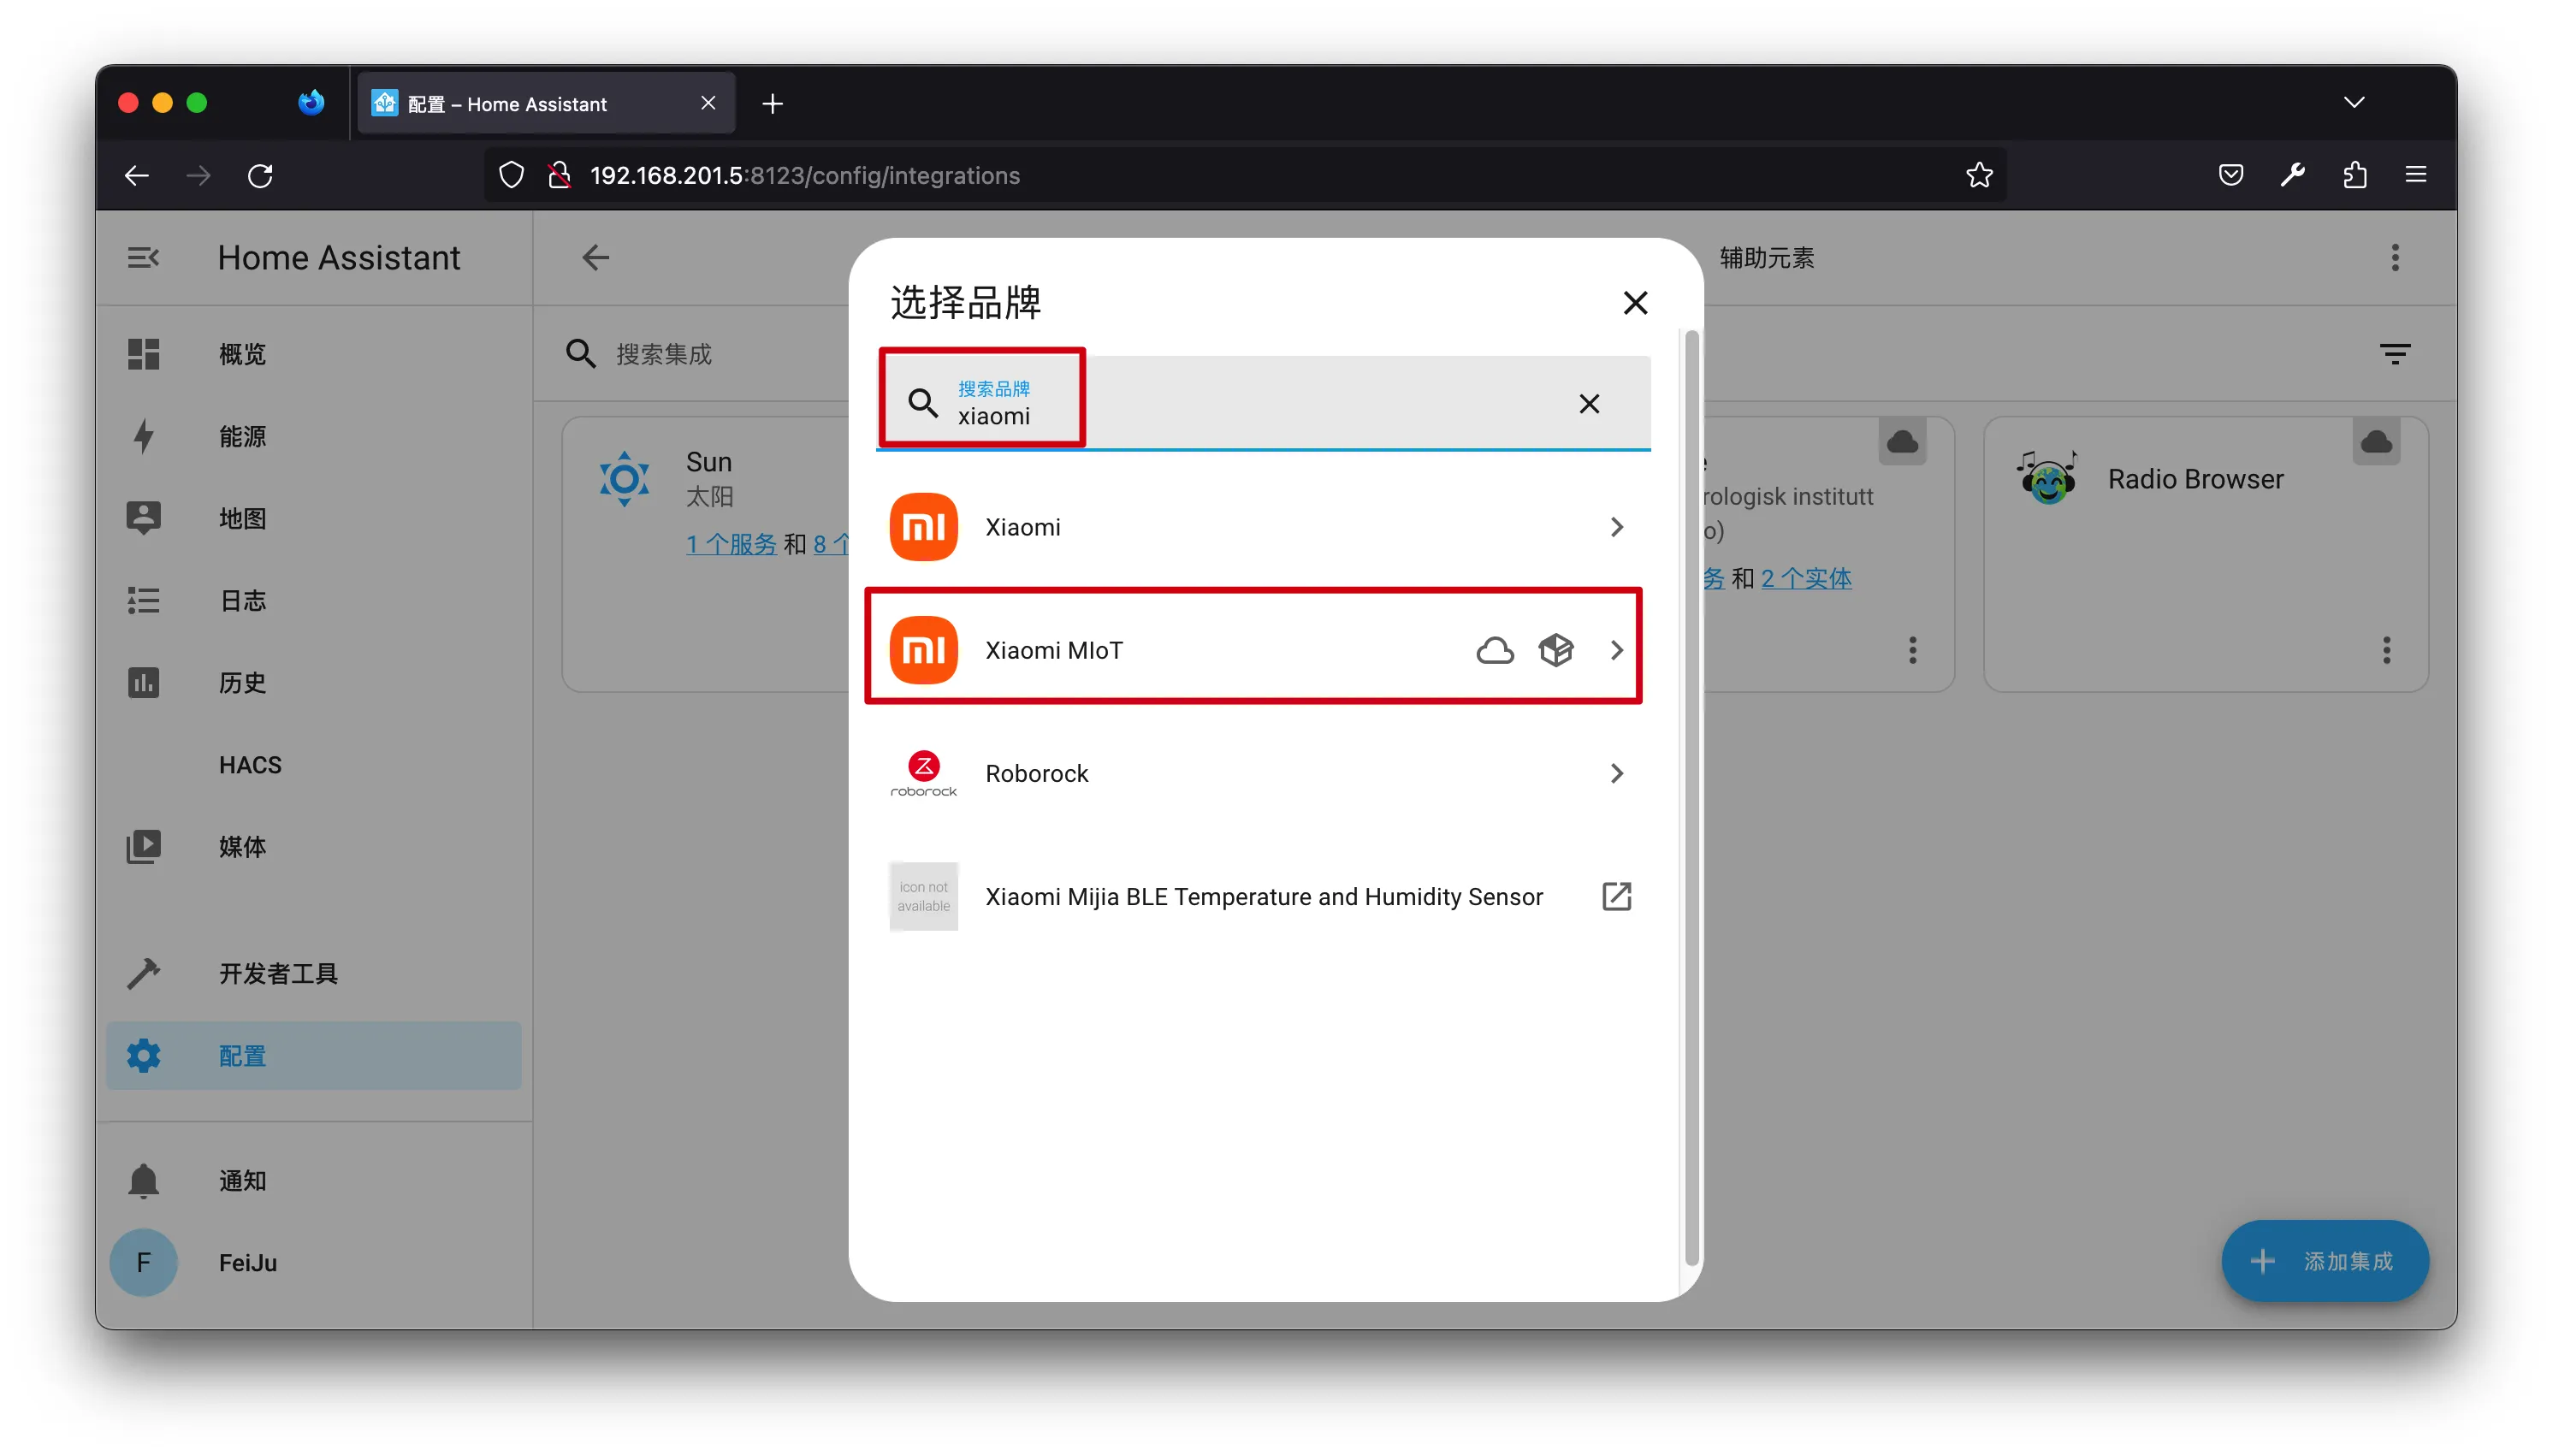 配置 – Home Assistant
192.168.201.5:8123/config/integrations
Home Assistant
概览
能源
地图
日志
历史
HACS
媒体
开发者工具
配置
通知
F
FeiJu
辅助元素
搜索集成
Sun
太阳
1 个服务 和 8 个
rologisk institutt
o)
务 和 2 个实体
Radio Browser
添加集成
选择品牌
搜索品牌
xiaomi
Xiaomi
Xiaomi MIoT
roborock
Roborock
icon not
available
Xiaomi Mijia BLE Temperature and Humidity Sensor